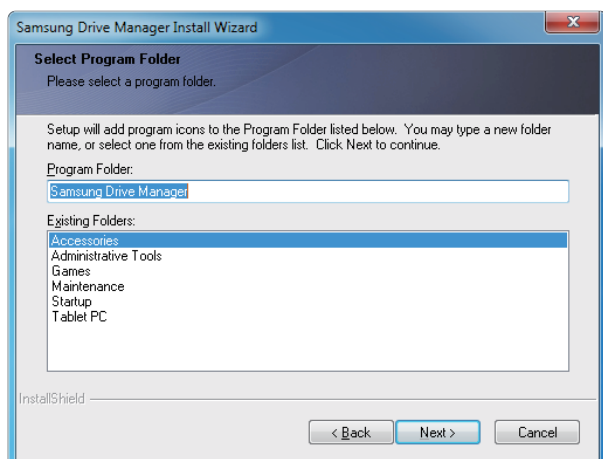 Samsung Drive Manager Install Wizard
Select Program Folder
Please select a program folder.
Setup will add program icons to the Program Folder listed below. You may type a new folder
name, or select one from the existing folders list. Click Next to continue.
Program Folder:
Samsung Drive Manager
Existing Folders:
Accessories
Administrative Tools
Games
Maintenance
Startup
Tablet PC
InstallShield
< Back Next > Cancel